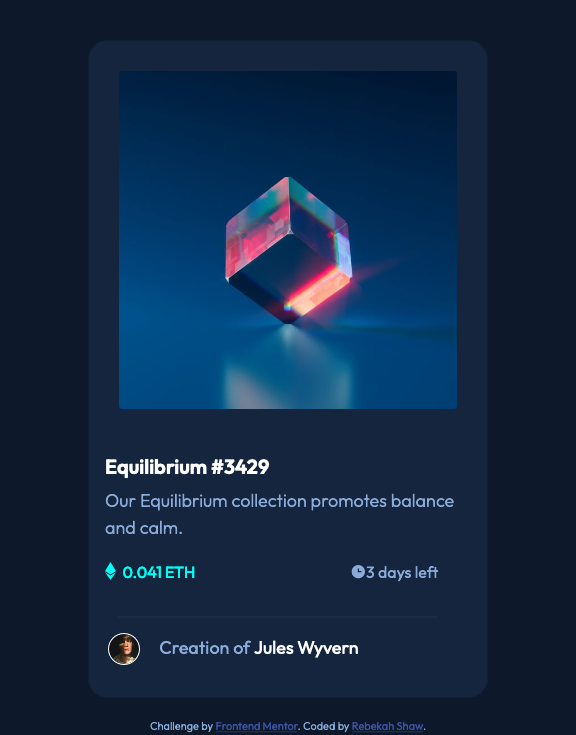 Equilibrium #3429
Our Equilibrium collection promotes balance
and calm.
0.041 ETH
3 days left
Creation of Jules Wyvern
Challenge by Frontend Mentor. Coded by Rebekah Shaw.